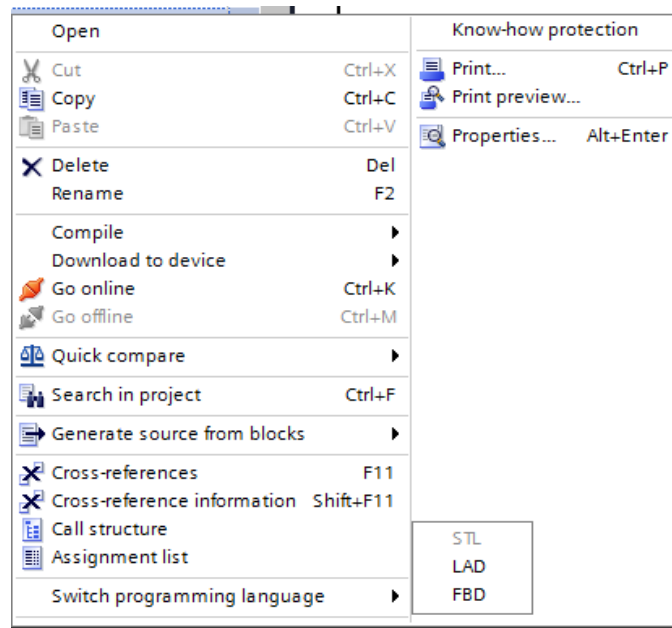 Open
Cut Ctrl+X
Copy Ctrl+C
Paste Ctrl+V
Delete Del
Rename F2
Compile
Download to device
Go online Ctrl+K
Go offline Ctrl+M
Quick compare
Search in project Ctrl+F
Generate source from blocks
Cross-references F11
Cross-reference information Shift+F11
Call structure
Assignment list
Switch programming language
Know-how protection
Print... Ctrl+P
Print preview...
Properties... Alt+Enter
STL
LAD
FBD